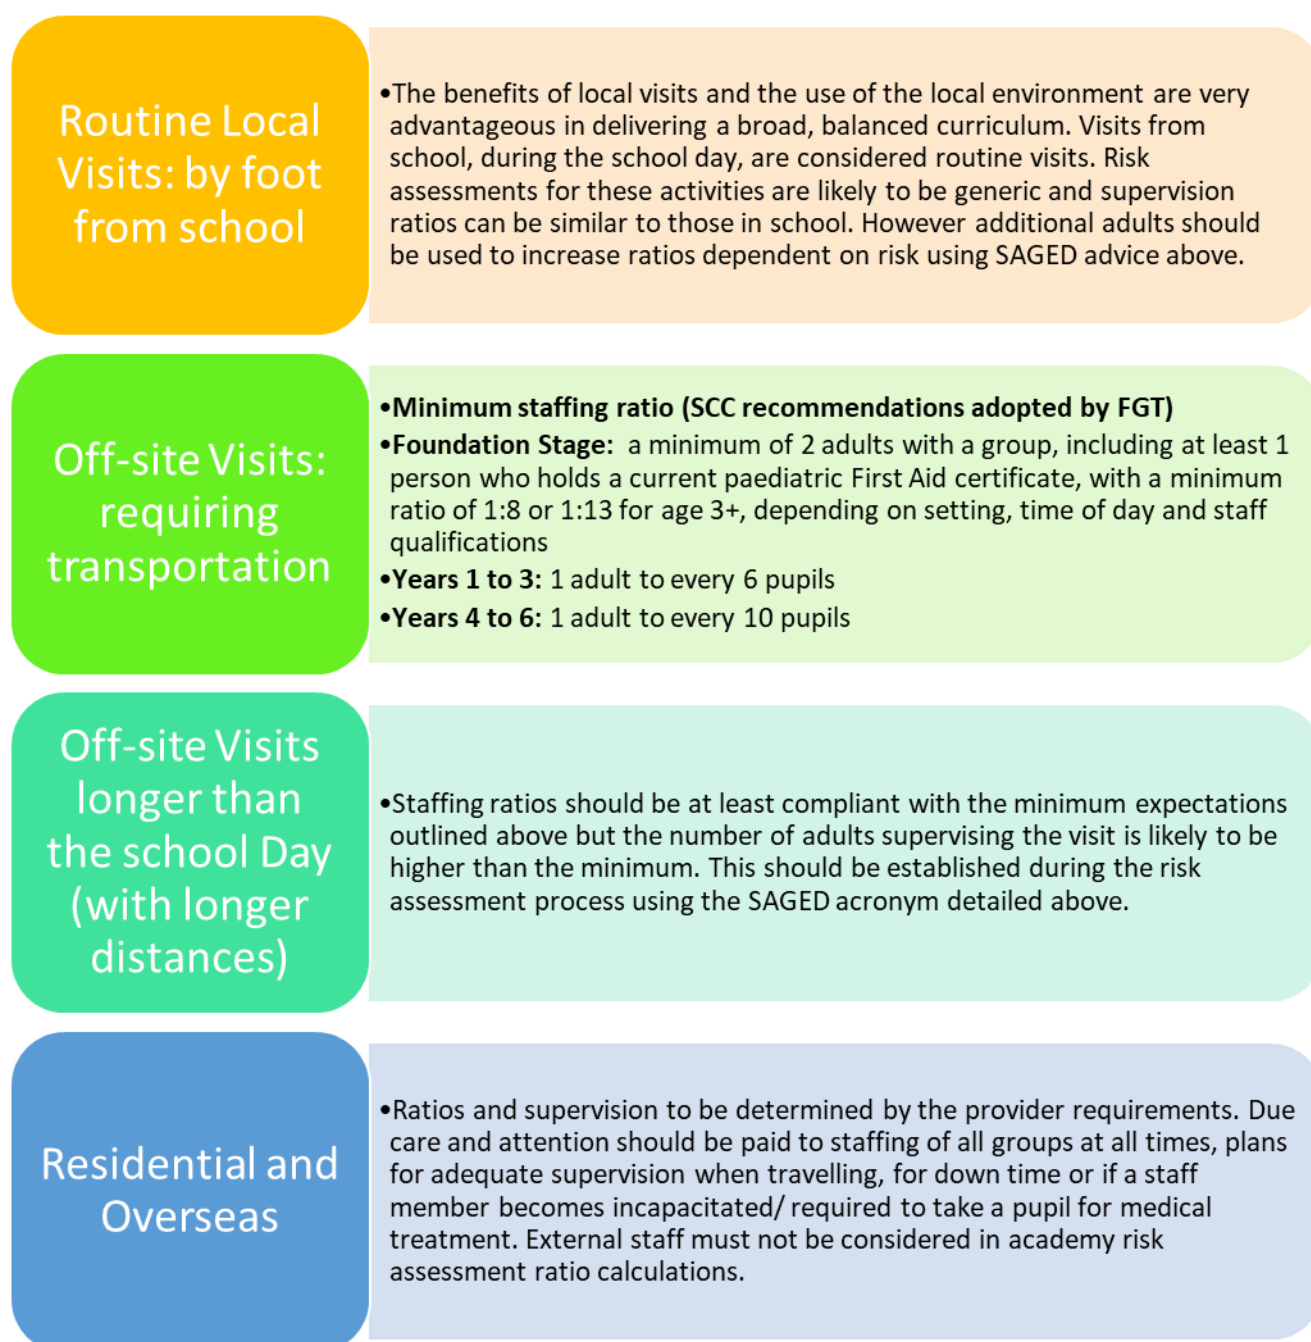 Routine Local
Visits: by foot
from school
•The benefits of local visits and the use of the local environment are very
advantageous in delivering a broad, balanced curriculum. Visits from
school, during the school day, are considered routine visits. Risk
assessments for these activities are likely to be generic and supervision
ratios can be similar to those in school. However additional adults should
be used to increase ratios dependent on risk using SAGED advice above.
Off-site Visits:
requiring
transportation
•Minimum staffing ratio (SCC recommendations adopted by FGT)
•Foundation Stage: a minimum of 2 adults with a group, including at least 1
person who holds a current paediatric First Aid certificate, with a minimum
ratio of 1:8 or 1:13 for age 3+, depending on setting, time of day and staff
qualifications
•Years 1 to 3: 1 adult to every 6 pupils
•Years 4 to 6: 1 adult to every 10 pupils
Off-site Visits
longer than
the school Day
(with longer
distances)
•Staffing ratios should be at least compliant with the minimum expectations
outlined above but the number of adults supervising the visit is likely to be
higher than the minimum. This should be established during the risk
assessment process using the SAGED acronym detailed above.
Residential and
Overseas
•Ratios and supervision to be determined by the provider requirements. Due
care and attention should be paid to staffing of all groups at all times, plans
for adequate supervision when travelling, for down time or if a staff
member becomes incapacitated/ required to take a pupil for medical
treatment. External staff must not be considered in academy risk
assessment ratio calculations.